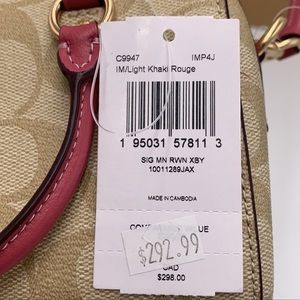 C9947 IMP4J
IM/Light Khaki Rouge
1 95031 57811 3
SIG MN RWN XBY
10011289JAX
MADE IN CAMBODIA
$292.99
CAD
$298.00